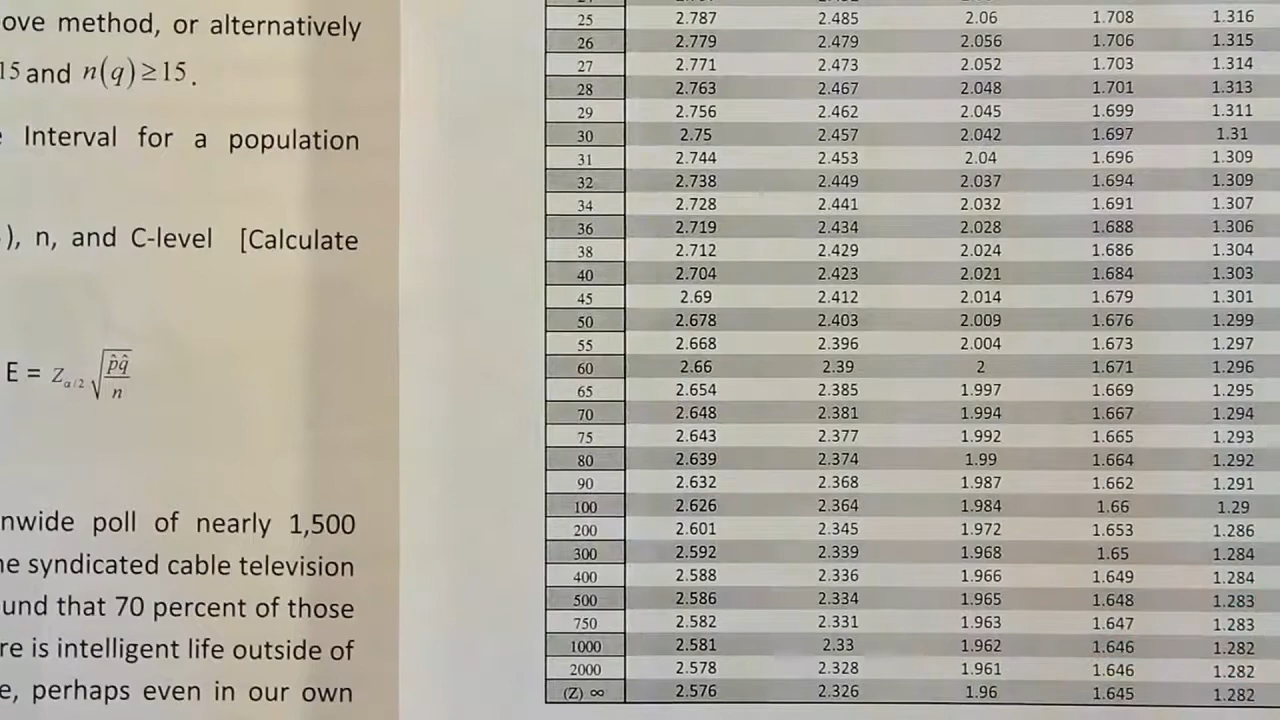 ove method, or alternatively
15 and n(q) ≥ 15.
Interval for a population
), n, and C-level [Calculate
E = Zα/2 √(p̂q̂/n)
nwide poll of nearly 1,500
e syndicated cable television
und that 70 percent of those
re is intelligent life outside of
e, perhaps even in our own
25 2.787 2.485 2.06 1.708 1.316
26 2.779 2.479 2.056 1.706 1.315
27 2.771 2.473 2.052 1.703 1.314
28 2.763 2.467 2.048 1.701 1.313
29 2.756 2.462 2.045 1.699 1.311
30 2.75 2.457 2.042 1.697 1.31
31 2.744 2.453 2.04 1.696 1.309
32 2.738 2.449 2.037 1.694 1.309
34 2.728 2.441 2.032 1.691 1.307
36 2.719 2.434 2.028 1.688 1.306
38 2.712 2.429 2.024 1.686 1.304
40 2.704 2.423 2.021 1.684 1.303
45 2.69 2.412 2.014 1.679 1.301
50 2.678 2.403 2.009 1.676 1.299
55 2.668 2.396 2.004 1.673 1.297
60 2.66 2.39 2 1.671 1.296
65 2.654 2.385 1.997 1.669 1.295
70 2.648 2.381 1.994 1.667 1.294
75 2.643 2.377 1.992 1.665 1.293
80 2.639 2.374 1.99 1.664 1.292
90 2.632 2.368 1.987 1.662 1.291
100 2.626 2.364 1.984 1.66 1.29
200 2.601 2.345 1.972 1.653 1.286
300 2.592 2.339 1.968 1.65 1.284
400 2.588 2.336 1.966 1.649 1.284
500 2.586 2.334 1.965 1.648 1.283
750 2.582 2.331 1.963 1.647 1.283
1000 2.581 2.33 1.962 1.646 1.282
2000 2.578 2.328 1.961 1.646 1.282
(Z) ∞ 2.576 2.326 1.96 1.645 1.282